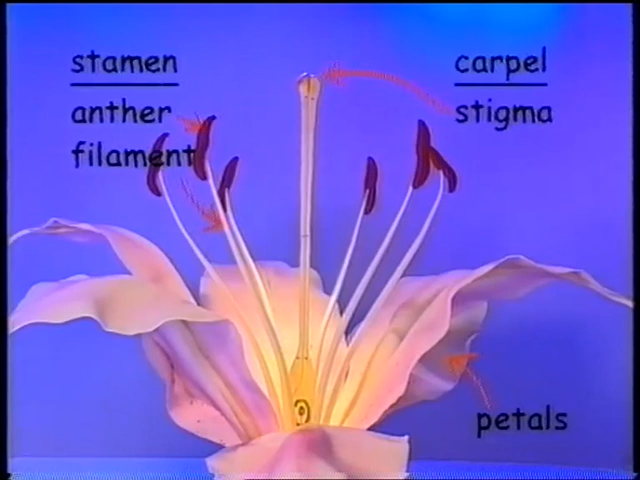 stamen
anther
filament
carpel
stigma
petals